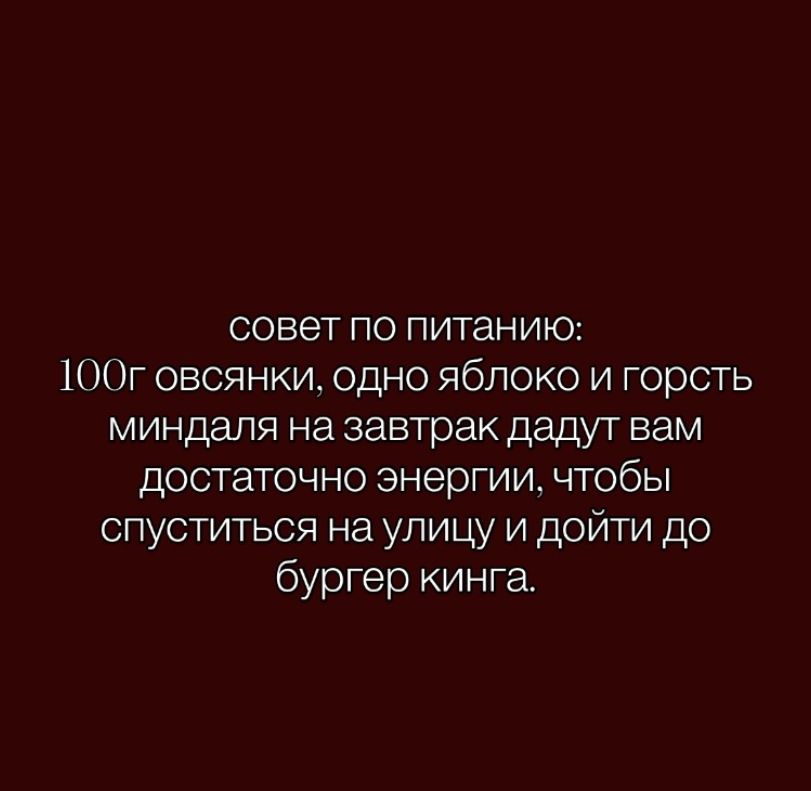 совет по питанию:
100г овсянки, одно яблоко и горсть
миндаля на завтрак дадут вам
достаточно энергии, чтобы
спуститься на улицу и дойти до
бургер кинга.